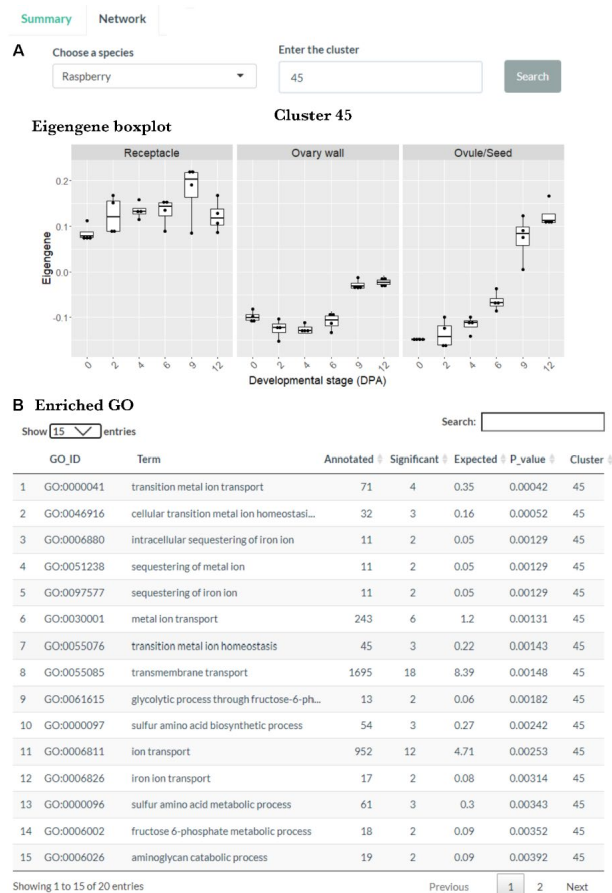 Summary Network
A Choose a species Enter the cluster
Raspberry 45 Search
Cluster 45
Eigengene boxplot
Receptacle Ovary wall Ovule/Seed
0.2
0.1
0.0
-0.1
Eigengene
0 2 4 6 9 12 0 2 4 6 9 12 0 2 4 6 9 12
Developmental stage (DPA)
B Enriched GO
Show 15 entries Search:
GO_ID Term Annotated Significant Expected P_value Cluster
1 GO:0000041 transition metal ion transport 71 4 0.35 0.00042 45
2 GO:0046916 cellular transition metal ion homeostasi... 32 3 0.16 0.00052 45
3 GO:0006880 intracellular sequestering of iron ion 11 2 0.05 0.00129 45
4 GO:0051238 sequestering of metal ion 11 2 0.05 0.00129 45
5 GO:0097577 sequestering of iron ion 11 2 0.05 0.00129 45
6 GO:0030001 metal ion transport 243 6 1.2 0.00131 45
7 GO:0055076 transition metal ion homeostasis 45 3 0.22 0.00143 45
8 GO:0055085 transmembrane transport 1695 18 8.39 0.00148 45
9 GO:0061615 glycolytic process through fructose-6-ph... 13 2 0.06 0.00182 45
10 GO:0000097 sulfur amino acid biosynthetic process 54 3 0.27 0.00242 45
11 GO:0006811 ion transport 952 12 4.71 0.00253 45
12 GO:0006826 iron ion transport 17 2 0.08 0.00314 45
13 GO:0000096 sulfur amino acid metabolic process 61 3 0.3 0.00343 45
14 GO:0006002 fructose 6-phosphate metabolic process 18 2 0.09 0.00352 45
15 GO:0006026 aminoglycan catabolic process 19 2 0.09 0.00392 45
Showing 1 to 15 of 20 entries Previous 1 2 Next